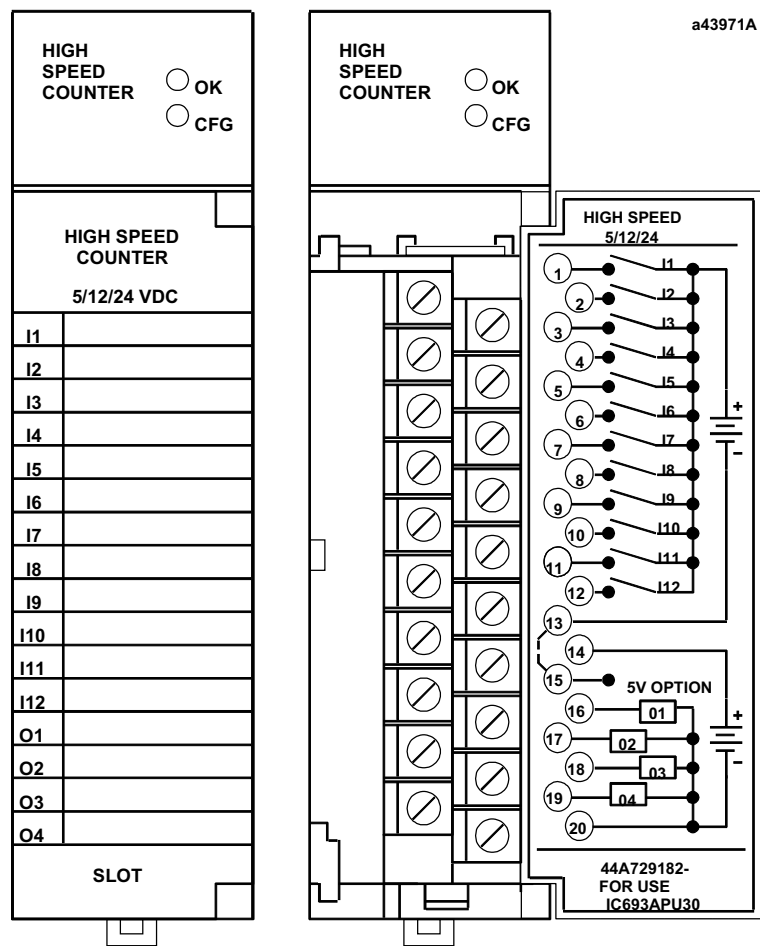 a43971A
HIGH
SPEED
COUNTER
OK
CFG
HIGH SPEED
COUNTER
5/12/24 VDC
I1
I2
I3
I4
I5
I6
I7
I8
I9
I10
I11
I12
O1
O2
O3
O4
SLOT
HIGH
SPEED
COUNTER
OK
CFG
HIGH SPEED
5/12/24
1 I1
2 I2
3 I3
4 I4
5 I5
6 I6
7 I7
8 I8
9 I9
10 I10
11 I11
12 I12
+
–
13
14
15
5V OPTION
16 01
17 02
18 03
19 04
20
+
–
44A729182-
FOR USE
IC693APU30